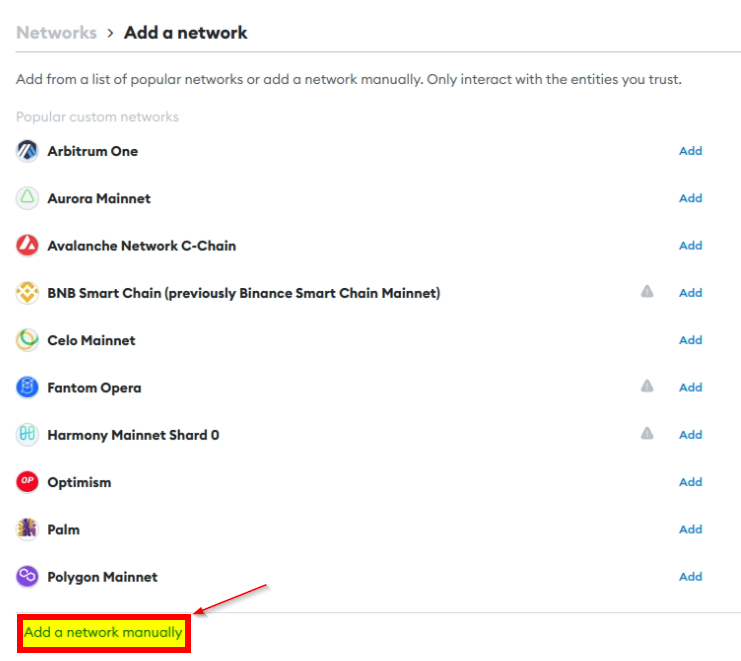 Networks > Add a network
Add from a list of popular networks or add a network manually. Only interact with the entities you trust.
Popular custom networks
Arbitrum One Add
Aurora Mainnet Add
Avalanche Network C-Chain Add
BNB Smart Chain (previously Binance Smart Chain Mainnet) Add
Celo Mainnet Add
Fantom Opera Add
Harmony Mainnet Shard 0 Add
OP Optimism Add
Palm Add
Polygon Mainnet Add
Add a network manually